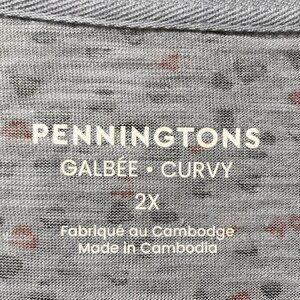 PENNINGTONS
GALBÉE • CURVY
2X
Fabriqué au Cambodge
Made in Cambodia